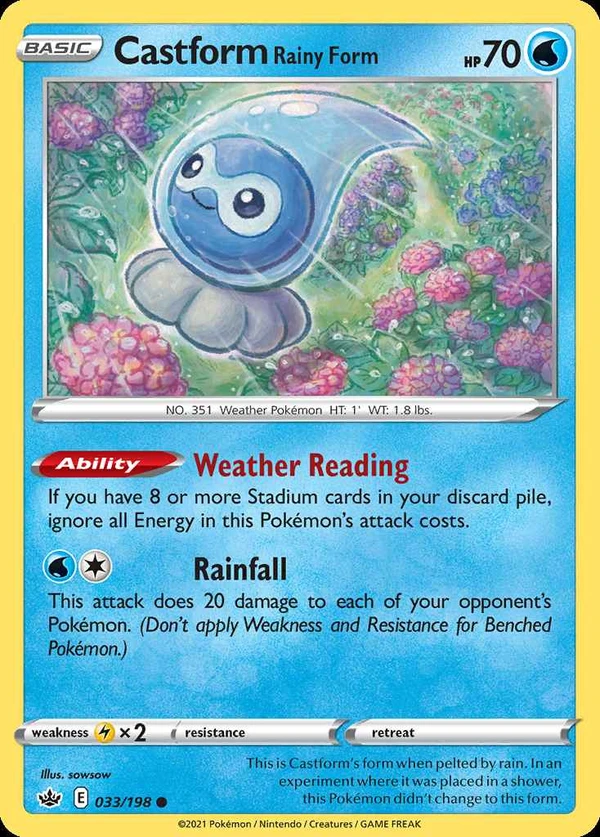 BASIC Castform Rainy Form HP 70
NO. 351 Weather Pokémon HT: 1' WT: 1.8 lbs.
Ability Weather Reading
If you have 8 or more Stadium cards in your discard pile,
ignore all Energy in this Pokémon's attack costs.
Rainfall
This attack does 20 damage to each of your opponent's
Pokémon. (Don't apply Weakness and Resistance for Benched
Pokémon.)
weakness ×2 resistance retreat
Illus. sowsow
This is Castform's form when pelted by rain. In an
experiment where it was placed in a shower,
this Pokémon didn't change to this form.
E 033/198
©2021 Pokémon / Nintendo / Creatures / GAME FREAK